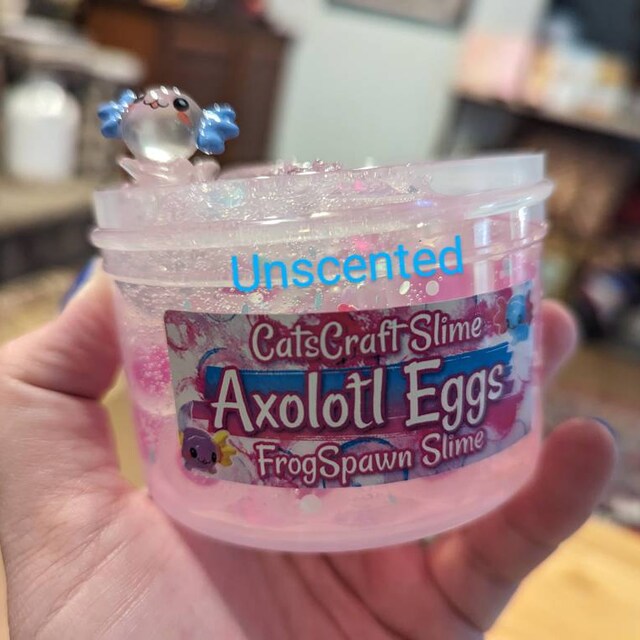 Unscented
CatsCraft Slime
Axolotl Eggs
FrogSpawn Slime